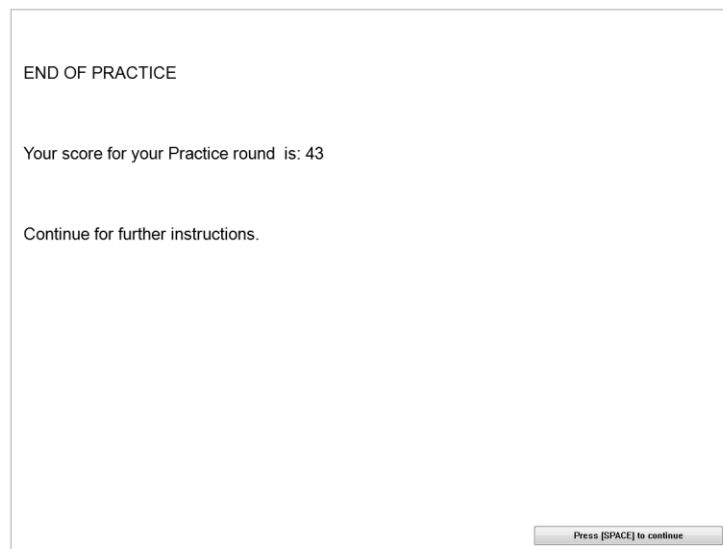 END OF PRACTICE
Your score for your Practice round  is: 43
Continue for further instructions.
Press [SPACE] to continue